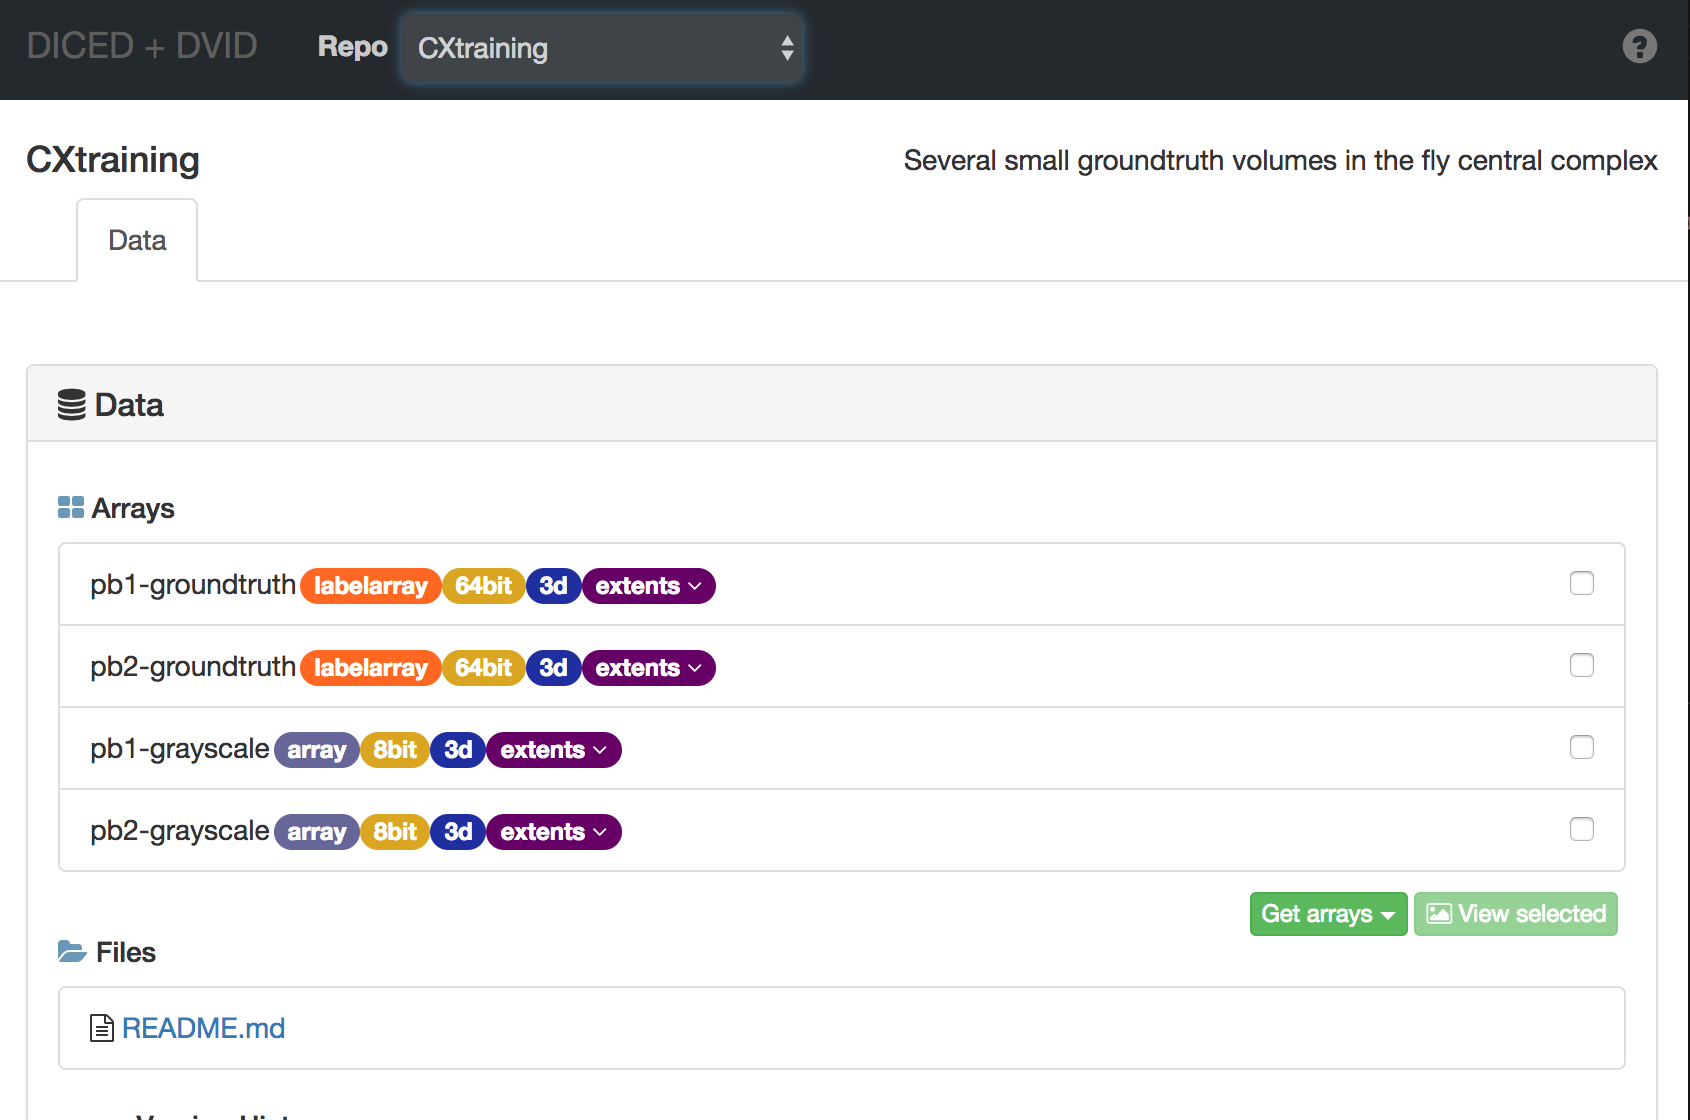 DICED + DVID Repo CXtraining
CXtraining Several small groundtruth volumes in the fly central complex
Data
Data
Arrays
pb1-groundtruth labelarray 64bit 3d extents
pb2-groundtruth labelarray 64bit 3d extents
pb1-grayscale array 8bit 3d extents
pb2-grayscale array 8bit 3d extents
Get arrays View selected
Files
README.md